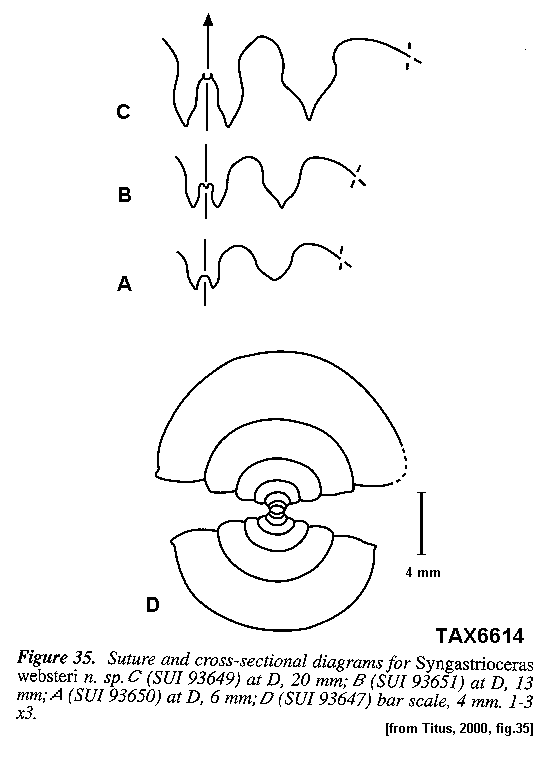 C
B
A
4 mm
D
TAX6614
Figure 35. Suture and cross-sectional diagrams for Syngastrioceras
websteri n. sp. C (SUI 93649) at D, 20 mm; B (SUI 93651) at D, 13
mm; A (SUI 93650) at D, 6 mm; D (SUI 93647) bar scale, 4 mm. 1-3
x3.
[from Titus, 2000, fig.35]